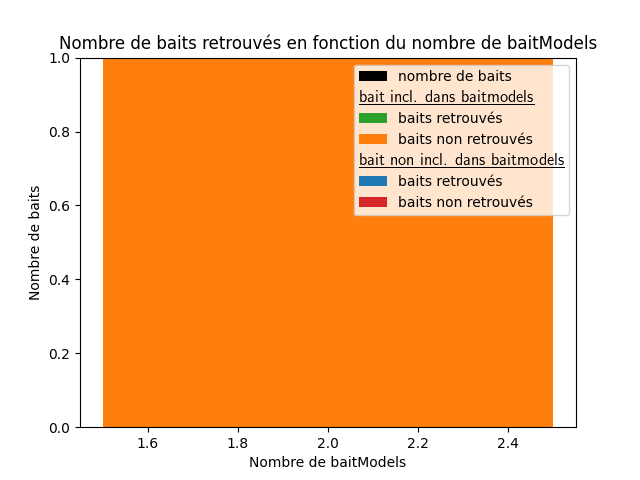 Nombre de baits retrouvés en fonction du nombre de baitModels
1.0
0.8
0.6
0.4
0.2
0.0
Nombre de baits
nombre de baits
bait incl. dans baitmodels
baits retrouvés
baits non retrouvés
bait non incl. dans baitmodels
baits retrouvés
baits non retrouvés
1.6 1.8 2.0 2.2 2.4
Nombre de baitModels